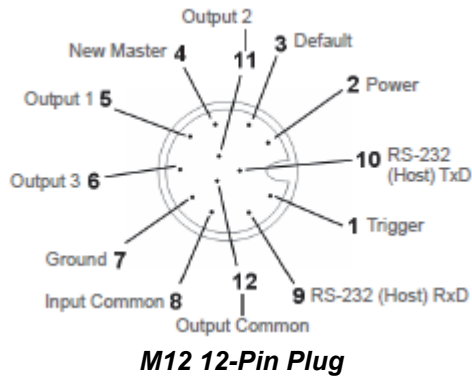 Output 2
11
3 Default
New Master 4
2 Power
Output 1 5
10 RS-232
(Host) TxD
Output 3 6
1 Trigger
Ground 7
12
Input Common 8
9 RS-232 (Host) RxD
Output Common
M12 12-Pin Plug